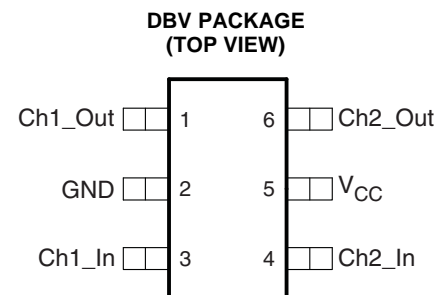 DBV PACKAGE
(TOP VIEW)
Ch1_Out 1 6 Ch2_Out
GND 2 5 VCC
Ch1_In 3 4 Ch2_In